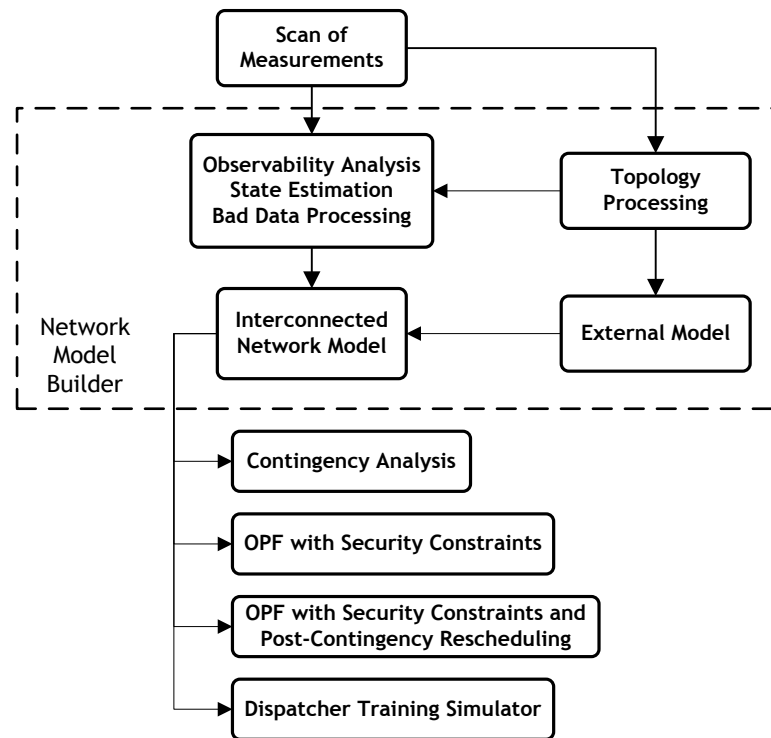 Scan of
Measurements
Observability Analysis
State Estimation
Bad Data Processing
Topology
Processing
Interconnected
Network Model
External Model
Network
Model
Builder
Contingency Analysis
OPF with Security Constraints
OPF with Security Constraints and
Post-Contingency Rescheduling
Dispatcher Training Simulator